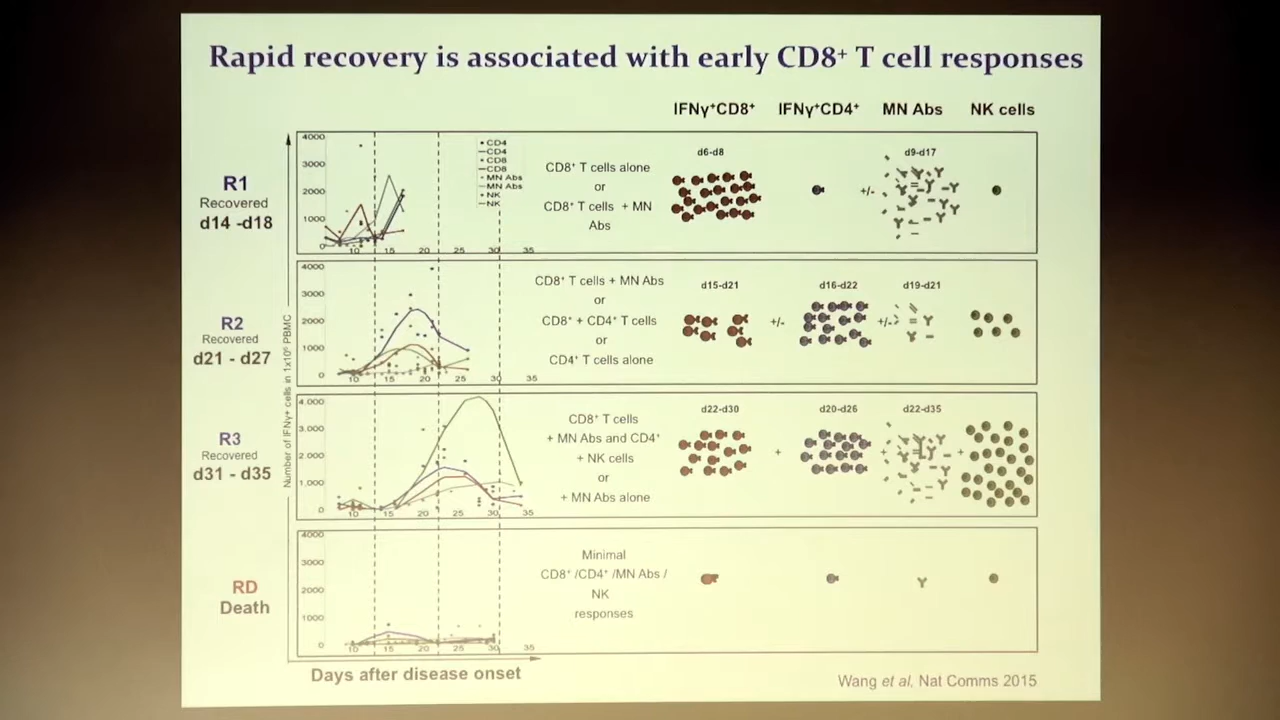 Rapid recovery is associated with early CD8⁺ T cell responses
IFNγ⁺CD8⁺ IFNγ⁺CD4⁺ MN Abs NK cells
Number of IFNγ+ cells in 1x10⁶ PBMC
R1
Recovered
d14 -d18
4000
3000
2000
1000
0
10 15 20 25 30 35
CD4
CD4
CD8
CD8
MN Abs
MN Abs
NK
NK
CD8⁺ T cells alone
or
CD8⁺ T cells + MN
Abs
d6-d8
+/-
d9-d17
R2
Recovered
d21 - d27
4000
3000
2000
1000
0
10 15 20 25 30 35
CD8⁺ T cells + MN Abs
or
CD8⁺ + CD4⁺ T cells
or
CD4⁺ T cells alone
d15-d21 d16-d22 d19-d21
+/- +/-
R3
Recovered
d31 - d35
4.000
3.000
2.000
1.000
0
10 15 20 25 30 35
CD8⁺ T cells
+ MN Abs and CD4⁺
+ NK cells
or
+ MN Abs alone
d22-d30 d20-d26 d22-d35
+ + +
RD
Death
4000
3000
2000
1000
0
10 15 20 25 30 35
Minimal
CD8⁺ /CD4⁺ /MN Abs /
NK
responses
Days after disease onset
Wang et al, Nat Comms 2015